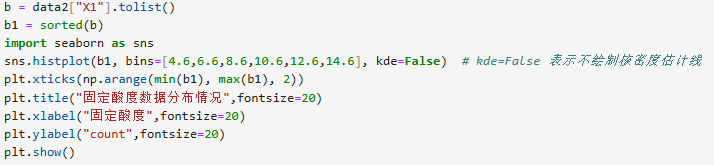 b = data2["X1"].tolist()
b1 = sorted(b)
import seaborn as sns
sns.histplot(b1, bins=[4.6,6.6,8.6,10.6,12.6,14.6], kde=False)  # kde=False 表示不绘制核密度估计线
plt.xticks(np.arange(min(b1), max(b1), 2))
plt.title("固定酸度数据分布情况",fontsize=20)
plt.xlabel("固定酸度",fontsize=20)
plt.ylabel("count",fontsize=20)
plt.show()